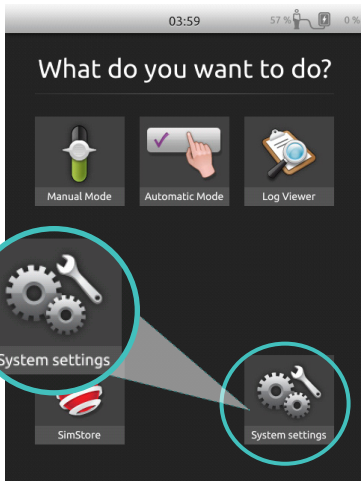 03:59
57 %
0 %
What do you want to do?
Manual Mode
Automatic Mode
Log Viewer
System settings
SimStore
System settings